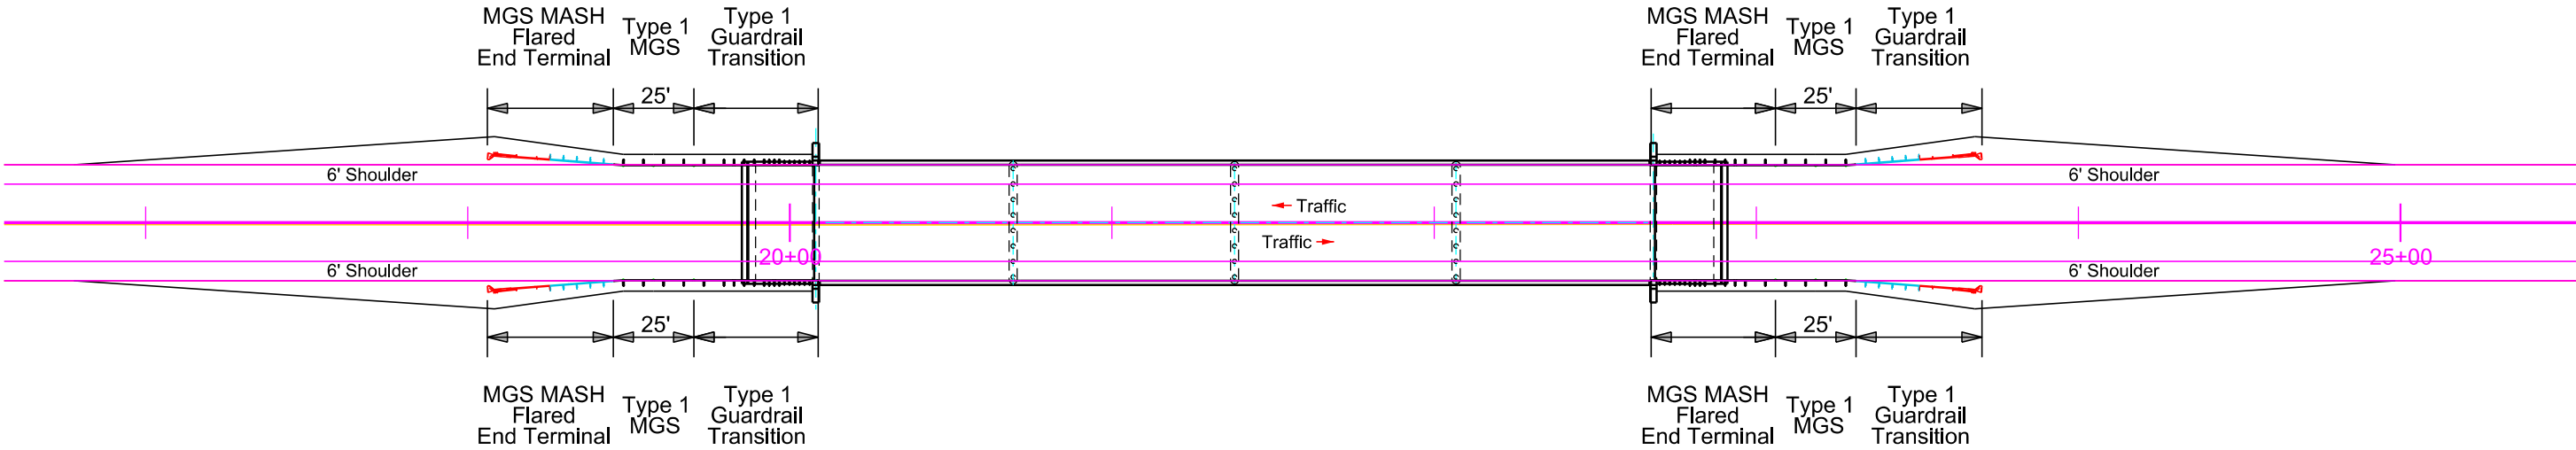 MGS MASH
Flared
End Terminal
Type 1
MGS
Type 1
Guardrail
Transition
MGS MASH
Flared
End Terminal
Type 1
MGS
Type 1
Guardrail
Transition
25'
25'
6' Shoulder
6' Shoulder
Traffic
Traffic
20+00
25+00
6' Shoulder
6' Shoulder
25'
25'
MGS MASH
Flared
End Terminal
Type 1
MGS
Type 1
Guardrail
Transition
MGS MASH
Flared
End Terminal
Type 1
MGS
Type 1
Guardrail
Transition